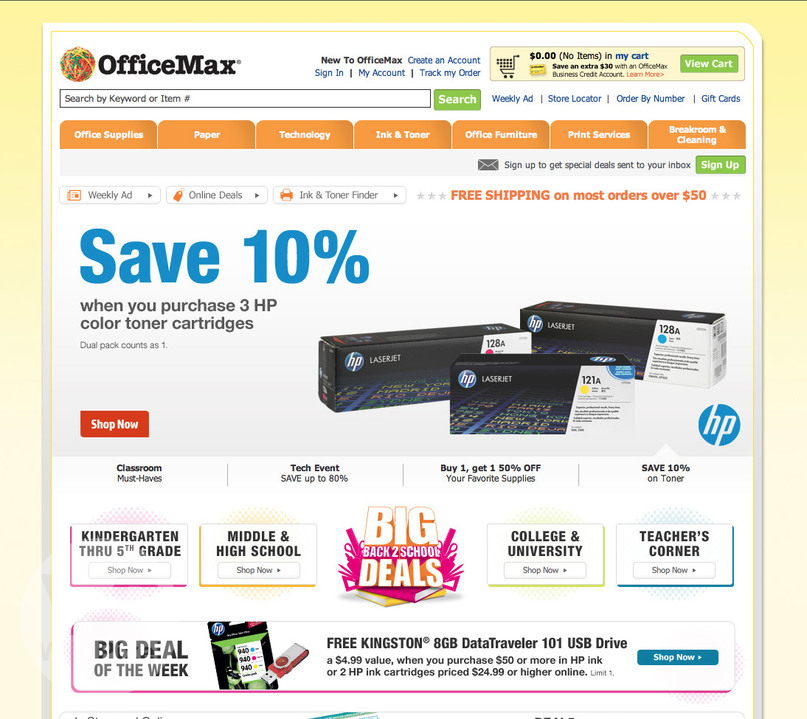 OfficeMax®
New To OfficeMax Create an Account
Sign In | My Account | Track my Order
$0.00 (No Items) in my cart
Save an extra $30 with an OfficeMax
Business Credit Account. Learn More>
View Cart
Search by Keyword or Item #
Search
Weekly Ad | Store Locator | Order By Number | Gift Cards
Office Supplies
Paper
Technology
Ink & Toner
Office Furniture
Print Services
Breakroom &
Cleaning
Sign up to get special deals sent to your inbox
Sign Up
Weekly Ad
Online Deals
Ink & Toner Finder
FREE SHIPPING on most orders over $50
Save 10%
when you purchase 3 HP
color toner cartridges
Dual pack counts as 1.
hp LASERJET 128A
hp LASERJET 128A
hp LASERJET 121A
Shop Now
hp
Classroom
Must-Haves
Tech Event
SAVE up to 80%
Buy 1, get 1 50% OFF
Your Favorite Supplies
SAVE 10%
on Toner
KINDERGARTEN
THRU 5TH GRADE
Shop Now
MIDDLE &
HIGH SCHOOL
Shop Now
BIG
BACK 2 SCHOOL
DEALS
COLLEGE &
UNIVERSITY
Shop Now
TEACHER'S
CORNER
Shop Now
BIG DEAL
OF THE WEEK
hp
940
940
940
FREE KINGSTON® 8GB DataTraveler 101 USB Drive
a $4.99 value, when you purchase $50 or more in HP ink
or 2 HP ink cartridges priced $24.99 or higher online. Limit 1.
Shop Now